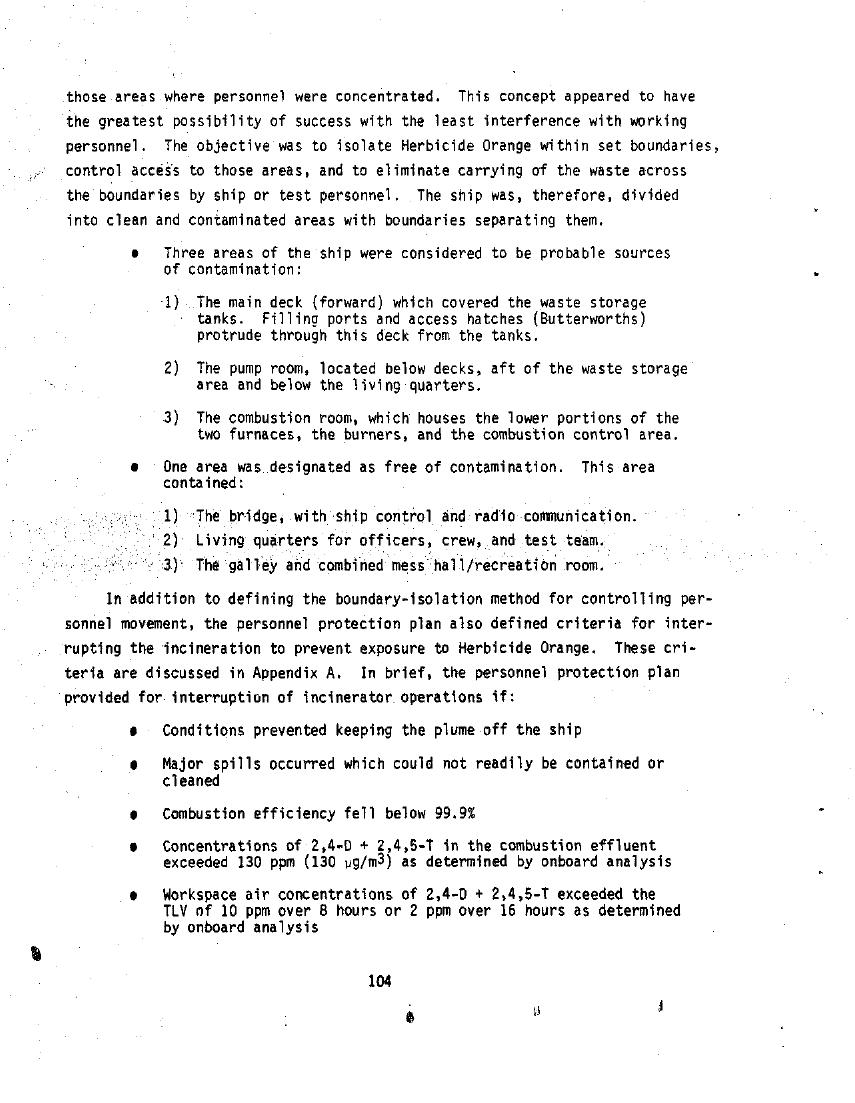 those areas where personnel were concentrated. This concept appeared to have
the greatest possibility of success with the least interference with working
personnel. The objective was to isolate Herbicide Orange within set boundaries,
control access to those areas, and to eliminate carrying of the waste across
the boundaries by ship or test personnel. The ship was, therefore, divided
into clean and contaminated areas with boundaries separating them.
• Three areas of the ship were considered to be probable sources
of contamination:
1) The main deck (forward) which covered the waste storage
tanks. Filling ports and access hatches (Butterworths)
protrude through this deck from the tanks.
2) The pump room, located below decks, aft of the waste storage
area and below the living quarters.
3) The combustion room, which houses the lower portions of the
two furnaces, the burners, and the combustion control area.
• One area was designated as free of contamination. This area
contained:
1) The bridge, with ship control and radio communication.
2) Living quarters for officers, crew, and test team.
3) The galley and combined mess hall/recreation room.
In addition to defining the boundary-isolation method for controlling per-
sonnel movement, the personnel protection plan also defined criteria for inter-
rupting the incineration to prevent exposure to Herbicide Orange. These cri-
teria are discussed in Appendix A. In brief, the personnel protection plan
provided for interruption of incinerator operations if:
• Conditions prevented keeping the plume off the ship
• Major spills occurred which could not readily be contained or
cleaned
• Combustion efficiency fell below 99.9%
• Concentrations of 2,4-D + 2,4,5-T in the combustion effluent
exceeded 130 ppm (130 μg/m3) as determined by onboard analysis
• Workspace air concentrations of 2,4-D + 2,4,5-T exceeded the
TLV of 10 ppm over 8 hours or 2 ppm over 16 hours as determined
by onboard analysis
104